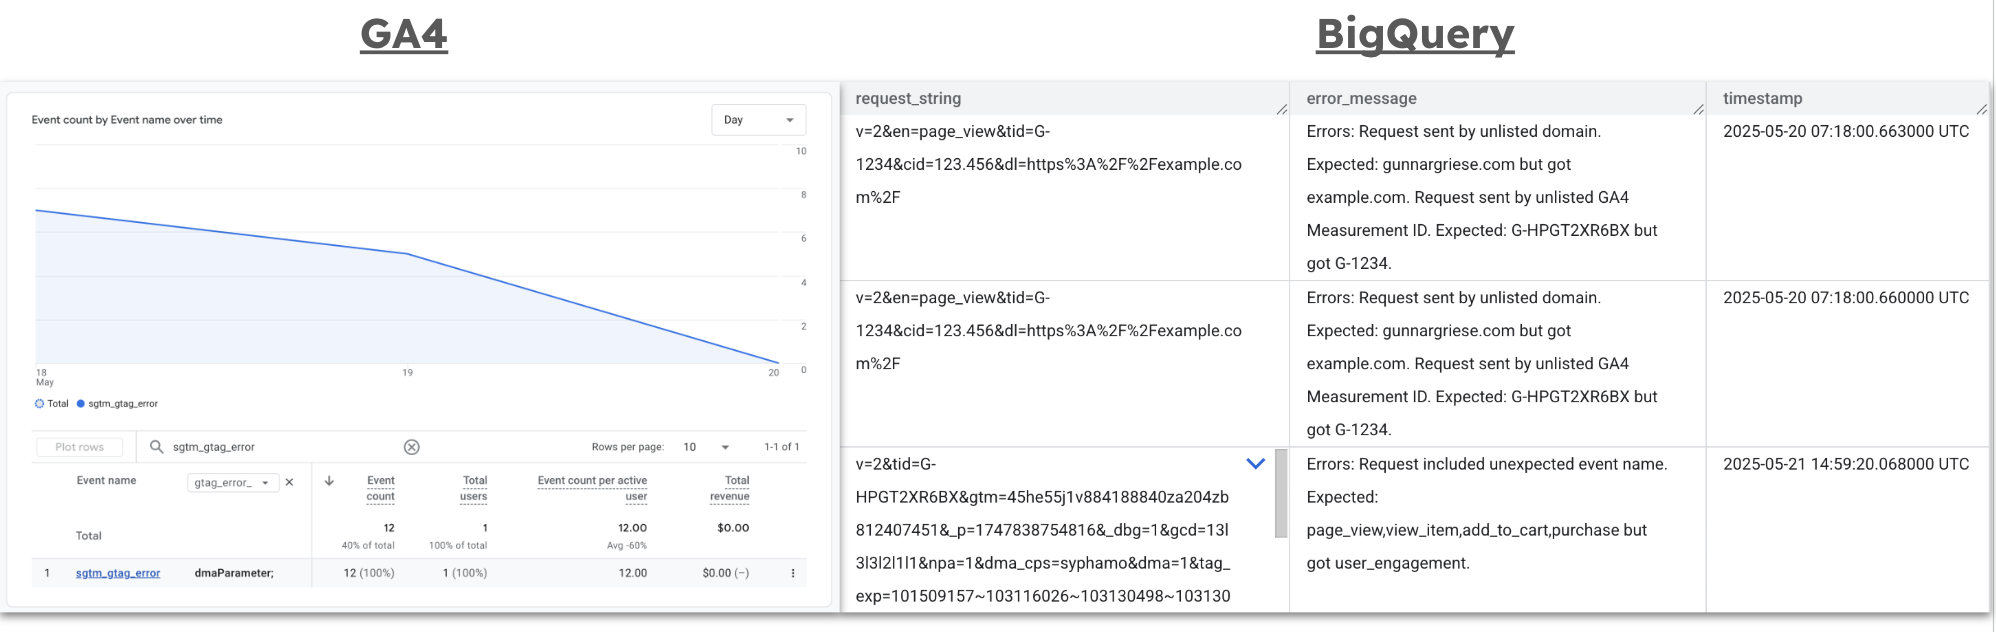 GA4
BigQuery
Event count by Event name over time
Day
10
8
6
4
2
0
18
May
19
20
Total
sgtm_gtag_error
Plot rows
sgtm_gtag_error
Rows per page:
10
1-1 of 1
Event name
gtag_error_
Event
count
Total
users
Event count per active
user
Total
revenue
Total
12
40% of total
1
100% of total
12.00
Avg -60%
$0.00
1
sgtm_gtag_error
dmaParameter;
12 (100%)
1 (100%)
12.00
$0.00 (–)
request_string
error_message
timestamp
v=2&en=page_view&tid=G-
1234&cid=123.456&dl=https%3A%2F%2Fexample.co
m%2F
Errors: Request sent by unlisted domain.
Expected: gunnargriese.com but got
example.com. Request sent by unlisted GA4
Measurement ID. Expected: G-HPGT2XR6BX but
got G-1234.
2025-05-20 07:18:00.663000 UTC
v=2&en=page_view&tid=G-
1234&cid=123.456&dl=https%3A%2F%2Fexample.co
m%2F
Errors: Request sent by unlisted domain.
Expected: gunnargriese.com but got
example.com. Request sent by unlisted GA4
Measurement ID. Expected: G-HPGT2XR6BX but
got G-1234.
2025-05-20 07:18:00.660000 UTC
v=2&tid=G-
HPGT2XR6BX&gtm=45he55j1v884188840za204zb
812407451&_p=1747838754816&_dbg=1&gcd=13l
3l3l2l1l1&npa=1&dma_cps=syphamo&dma=1&tag_
exp=101509157~103116026~103130498~103130
Errors: Request included unexpected event name.
Expected:
page_view,view_item,add_to_cart,purchase but
got user_engagement.
2025-05-21 14:59:20.068000 UTC